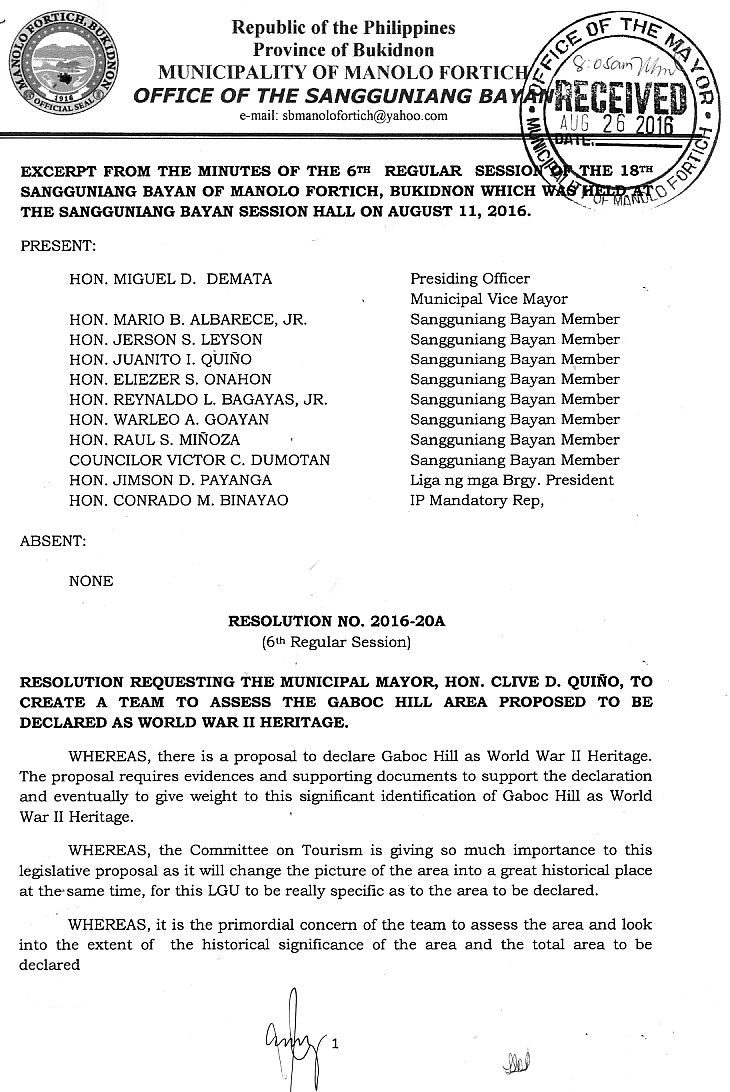 Republic of the Philippines
Province of Bukidnon
MUNICIPALITY OF MANOLO FORTICH
OFFICE OF THE SANGGUNIANG BAYAN
e-mail: sbmanolofortich@yahoo.com
MANOLO FORTICH, BUKIDNON
OFFICIAL SEAL
1914
OFFICE OF THE MAYOR
8:05am
RECEIVED
AUG 26 2016
DATE:
MUNICIPALITY OF MANOLO FORTICH
EXCERPT FROM THE MINUTES OF THE 6TH REGULAR SESSION OF THE 18TH
SANGGUNIANG BAYAN OF MANOLO FORTICH, BUKIDNON WHICH WAS HELD AT
THE SANGGUNIANG BAYAN SESSION HALL ON AUGUST 11, 2016.
PRESENT:
HON. MIGUEL D. DEMATA Presiding Officer
Municipal Vice Mayor
HON. MARIO B. ALBARECE, JR. Sangguniang Bayan Member
HON. JERSON S. LEYSON Sangguniang Bayan Member
HON. JUANITO I. QUIÑO Sangguniang Bayan Member
HON. ELIEZER S. ONAHON Sangguniang Bayan Member
HON. REYNALDO L. BAGAYAS, JR. Sangguniang Bayan Member
HON. WARLEO A. GOAYAN Sangguniang Bayan Member
HON. RAUL S. MIÑOZA Sangguniang Bayan Member
COUNCILOR VICTOR C. DUMOTAN Sangguniang Bayan Member
HON. JIMSON D. PAYANGA Liga ng mga Brgy. President
HON. CONRADO M. BINAYAO IP Mandatory Rep,
ABSENT:
NONE
RESOLUTION NO. 2016-20A
(6th Regular Session)
RESOLUTION REQUESTING THE MUNICIPAL MAYOR, HON. CLIVE D. QUIÑO, TO
CREATE A TEAM TO ASSESS THE GABOC HILL AREA PROPOSED TO BE
DECLARED AS WORLD WAR II HERITAGE.
WHEREAS, there is a proposal to declare Gaboc Hill as World War II Heritage.
The proposal requires evidences and supporting documents to support the declaration
and eventually to give weight to this significant identification of Gaboc Hill as World
War II Heritage.
WHEREAS, the Committee on Tourism is giving so much importance to this
legislative proposal as it will change the picture of the area into a great historical place
at the same time, for this LGU to be really specific as to the area to be declared.
WHEREAS, it is the primordial concern of the team to assess the area and look
into the extent of the historical significance of the area and the total area to be
declared
1